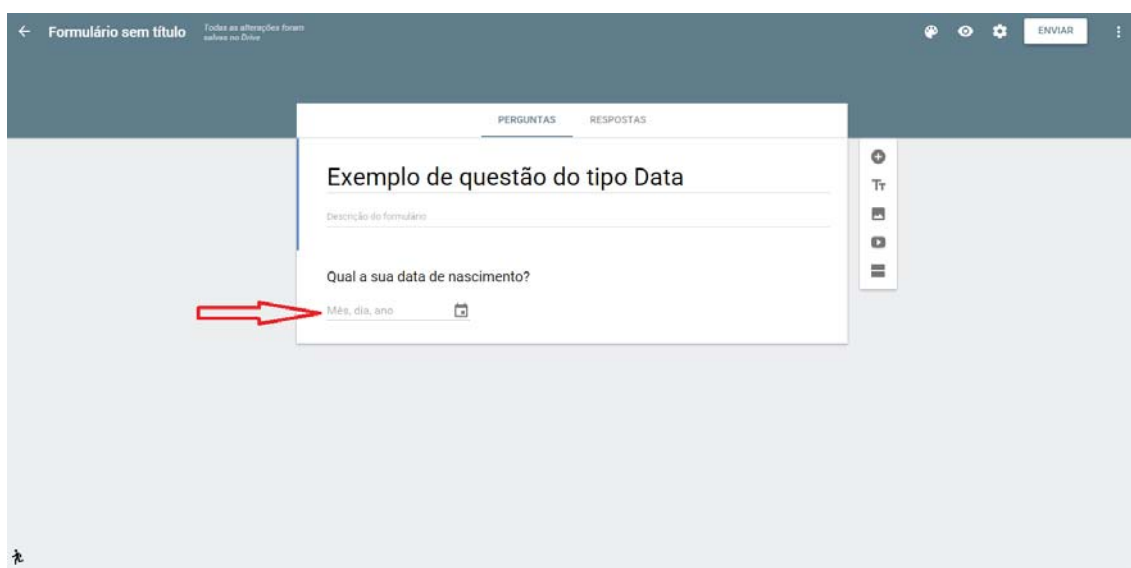 Formulário sem título
Todas as alterações foram
salvas no Drive
ENVIAR
PERGUNTAS RESPOSTAS
Exemplo de questão do tipo Data
Descrição do formulário
Qual a sua data de nascimento?
Mês, dia, ano